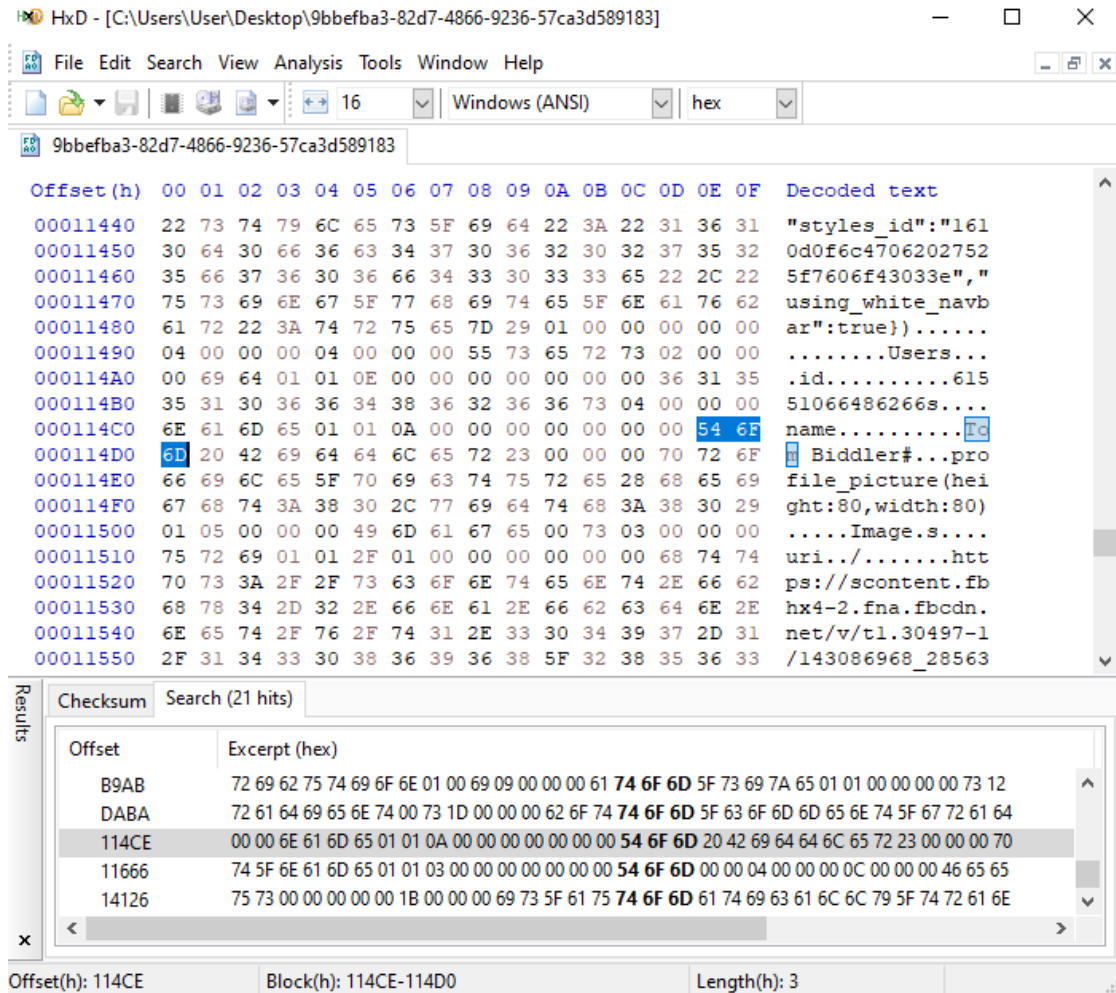 HxD - [C:\Users\User\Desktop\9bbefba3-82d7-4866-9236-57ca3d589183]
File Edit Search View Analysis Tools Window Help
16 Windows (ANSI) hex
9bbefba3-82d7-4866-9236-57ca3d589183
Offset(h) 00 01 02 03 04 05 06 07 08 09 0A 0B 0C 0D 0E 0F Decoded text
00011440 22 73 74 79 6C 65 73 5F 69 64 22 3A 22 31 36 31 "styles_id":"161
00011450 30 64 30 66 36 63 34 37 30 36 32 30 32 37 35 32 0d0f6c4706202752
00011460 35 66 37 36 30 36 66 34 33 30 33 33 65 22 2C 22 5f7606f43033e","
00011470 75 73 69 6E 67 5F 77 68 69 74 65 5F 6E 61 76 62 using_white_navb
00011480 61 72 22 3A 74 72 75 65 7D 29 01 00 00 00 00 00 ar":true})......
00011490 04 00 00 00 04 00 00 00 55 73 65 72 73 02 00 00 ........Users...
000114A0 00 69 64 01 01 0E 00 00 00 00 00 00 00 36 31 35 .id..........615
000114B0 35 31 30 36 36 34 38 36 32 36 36 73 04 00 00 00 51066486266s....
000114C0 6E 61 6D 65 01 01 0A 00 00 00 00 00 00 00 54 6F name..........To
000114D0 6D 20 42 69 64 64 6C 65 72 23 00 00 00 70 72 6F m Biddler#...pro
000114E0 66 69 6C 65 5F 70 69 63 74 75 72 65 28 68 65 69 file_picture(hei
000114F0 67 68 74 3A 38 30 2C 77 69 64 74 68 3A 38 30 29 ght:80,width:80)
00011500 01 05 00 00 00 49 6D 61 67 65 00 73 03 00 00 00 .....Image.s....
00011510 75 72 69 01 01 2F 01 00 00 00 00 00 00 68 74 74 uri../.......htt
00011520 70 73 3A 2F 2F 73 63 6F 6E 74 65 6E 74 2E 66 62 ps://scontent.fb
00011530 68 78 34 2D 32 2E 66 6E 61 2E 66 62 63 64 6E 2E hx4-2.fna.fbcdn.
00011540 6E 65 74 2F 76 2F 74 31 2E 33 30 34 39 37 2D 31 net/v/t1.30497-1
00011550 2F 31 34 33 30 38 36 39 36 38 5F 32 38 35 36 33 /143086968_28563
Results
Checksum Search (21 hits)
Offset Excerpt (hex)
B9AB 72 69 62 75 74 69 6F 6E 01 00 69 09 00 00 00 61 74 6F 6D 5F 73 69 7A 65 01 01 00 00 00 00 73 12
DABA 72 61 64 69 65 6E 74 00 73 1D 00 00 00 62 6F 74 74 6F 6D 5F 63 6F 6D 6D 65 6E 74 5F 67 72 61 64
114CE 00 00 6E 61 6D 65 01 01 0A 00 00 00 00 00 00 00 54 6F 6D 20 42 69 64 64 6C 65 72 23 00 00 00 70
11666 74 5F 6E 61 6D 65 01 01 03 00 00 00 00 00 00 00 54 6F 6D 00 00 04 00 00 00 0C 00 00 00 46 65 65
14126 75 73 00 00 00 00 00 1B 00 00 00 69 73 5F 61 75 74 6F 6D 61 74 69 63 61 6C 6C 79 5F 74 72 61 6E
Offset(h): 114CE Block(h): 114CE-114D0 Length(h): 3